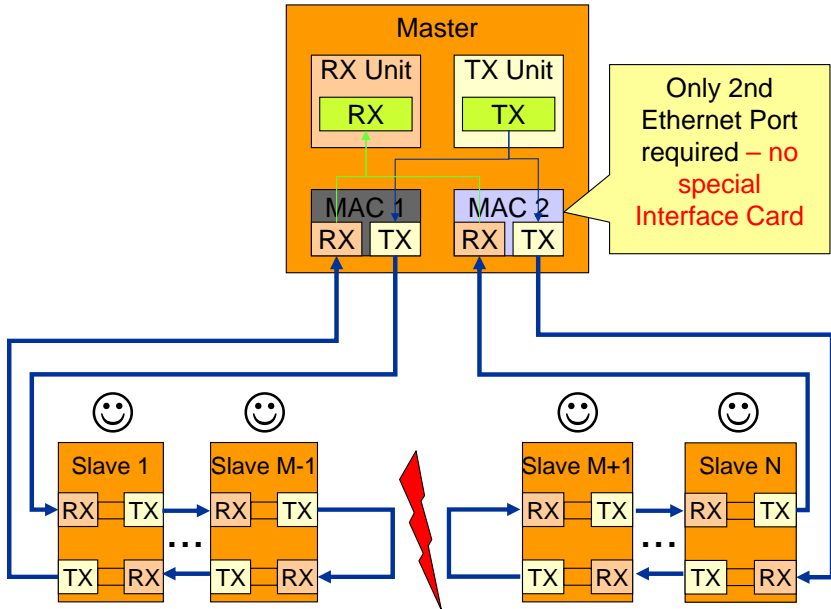 Master
RX Unit
TX Unit
RX
TX
Only 2nd
Ethernet Port
required – no
special
Interface Card
MAC 1
MAC 2
RX
TX
RX
TX
Slave 1
Slave M-1
Slave M+1
Slave N
RX
TX
RX
TX
RX
TX
RX
TX
...
...
TX
RX
TX
RX
TX
RX
TX
RX